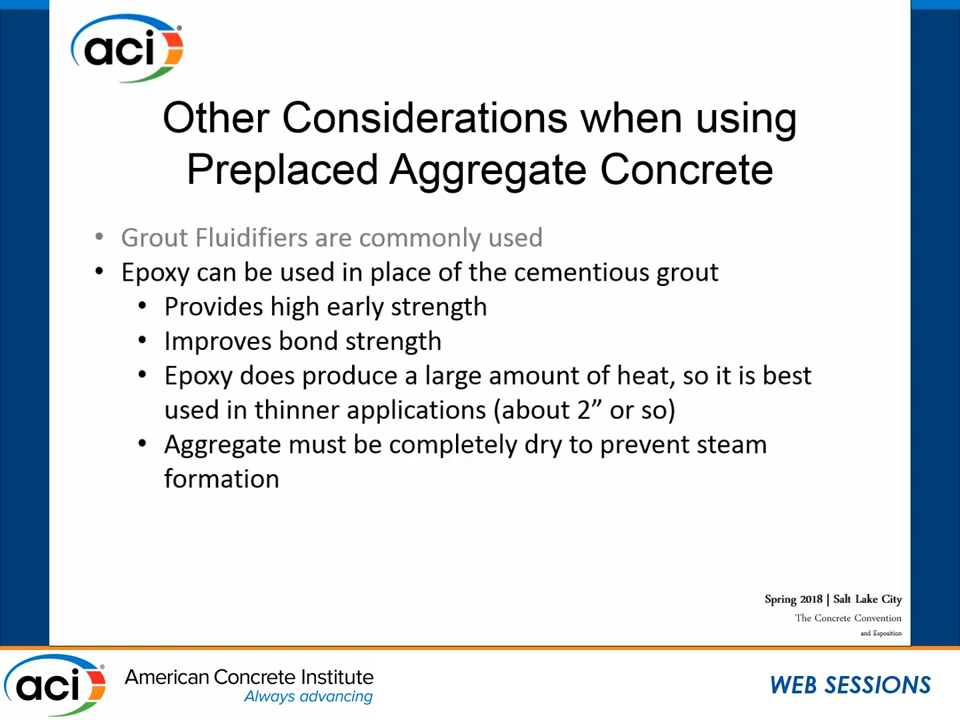 aci
Other Considerations when using
Preplaced Aggregate Concrete
• Grout Fluidifiers are commonly used
• Epoxy can be used in place of the cementious grout
• Provides high early strength
• Improves bond strength
• Epoxy does produce a large amount of heat, so it is best
used in thinner applications (about 2” or so)
• Aggregate must be completely dry to prevent steam
formation
Spring 2018 | Salt Lake City
The Concrete Convention
and Exposition
aci
American Concrete Institute
Always advancing
WEB SESSIONS